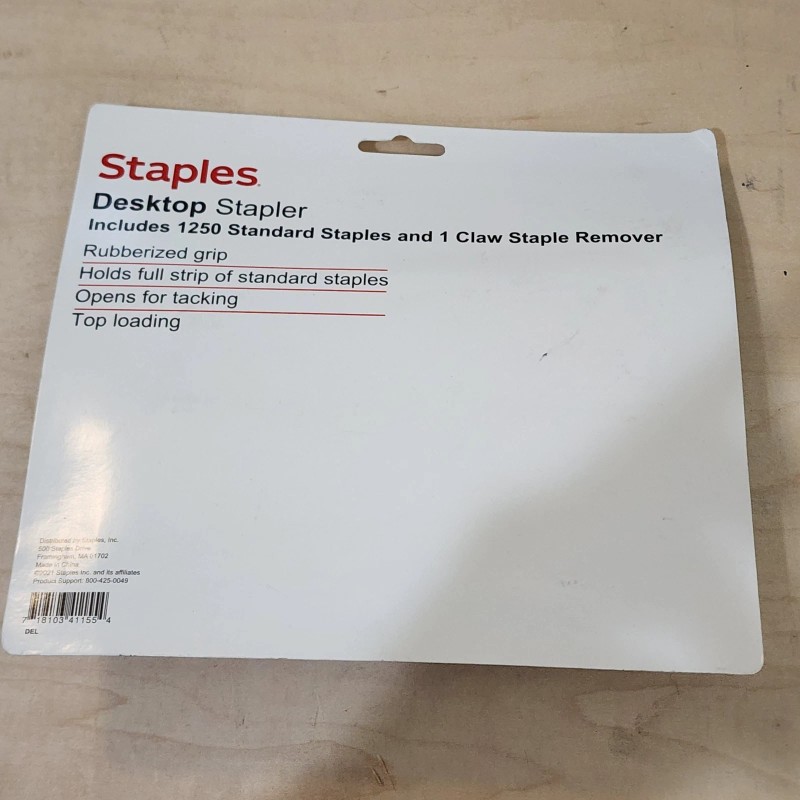 Staples
Desktop Stapler
Includes 1250 Standard Staples and 1 Claw Staple Remover
Rubberized grip
Holds full strip of standard staples
Opens for tacking
Top loading
Distributed by Staples, Inc.
500 Staples Drive
Framingham, MA 01702
Made in China
©2021 Staples Inc. and its affiliates
Product Support: 800-425-0049
7 18103 41155 4
DEL